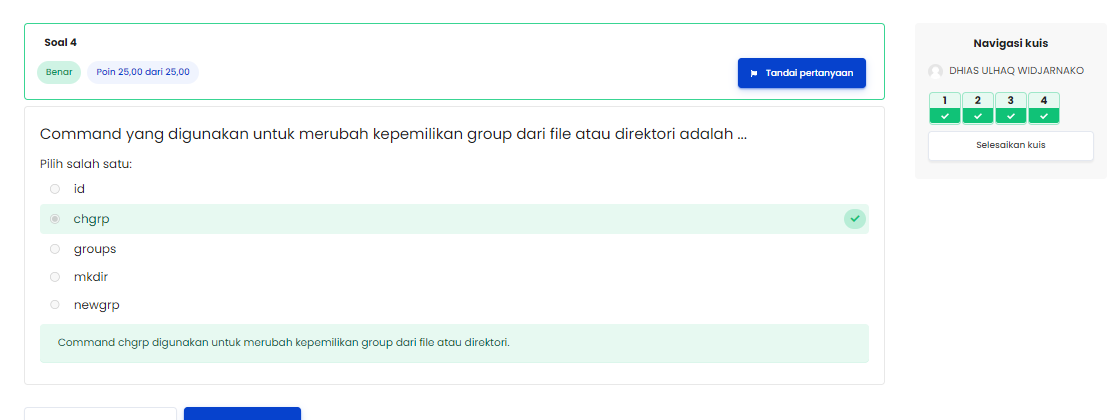 Soal 4
Benar
Poin 25,00 dari 25,00
Tandai pertanyaan
Command yang digunakan untuk merubah kepemilikan group dari file atau direktori adalah ...
Pilih salah satu:
id
chgrp
groups
mkdir
newgrp
Command chgrp digunakan untuk merubah kepemilikan group dari file atau direktori.
Navigasi kuis
DHIAS ULHAQ WIDJARNAKO
1 2 3 4
Selesaikan kuis